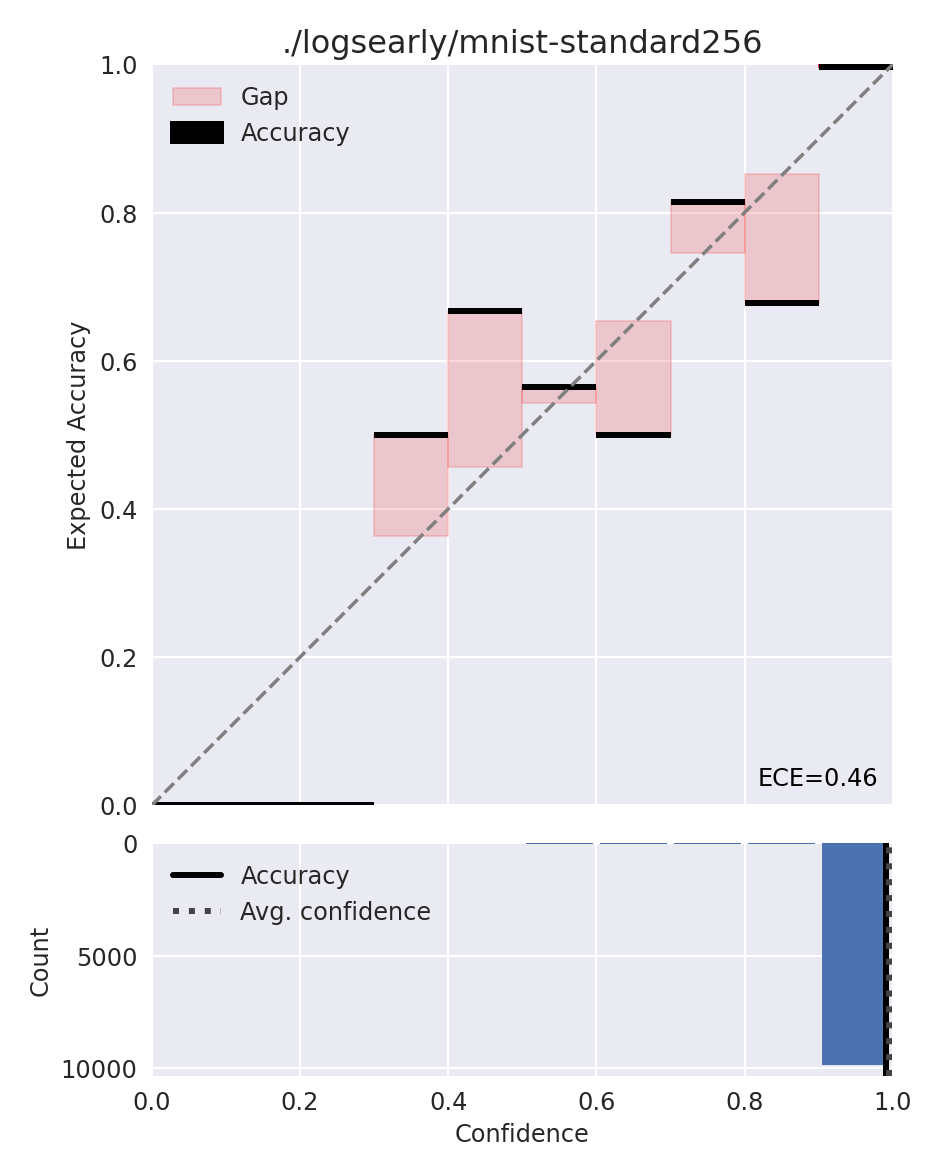 ./logsearly/mnist-standard256
1.0
Gap
Accuracy
0.8
0.6
Expected Accuracy
0.4
0.2
ECE=0.46
0.0
0
Accuracy
Avg. confidence
Count
5000
10000
0.0 0.2 0.4 0.6 0.8 1.0
Confidence